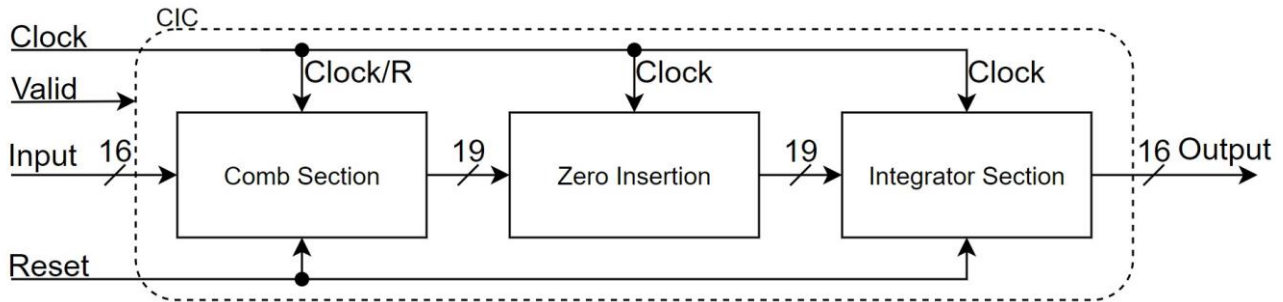 CIC
Clock
Clock/R
Clock
Clock
Valid
Input
16
Comb Section
19
Zero Insertion
19
Integrator Section
16
Output
Reset